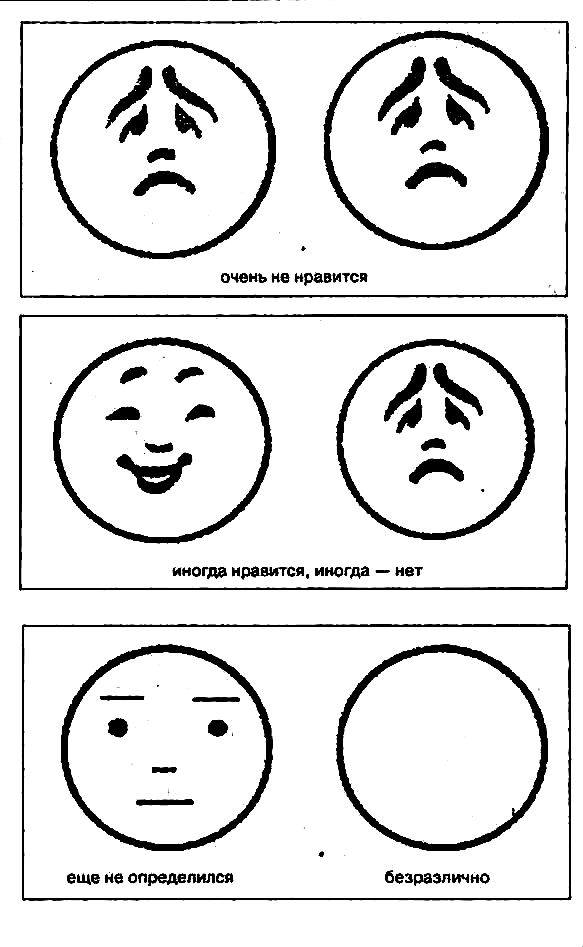 очень не нравится
иногда нравится, иногда — нет
еще не определился
безразлично